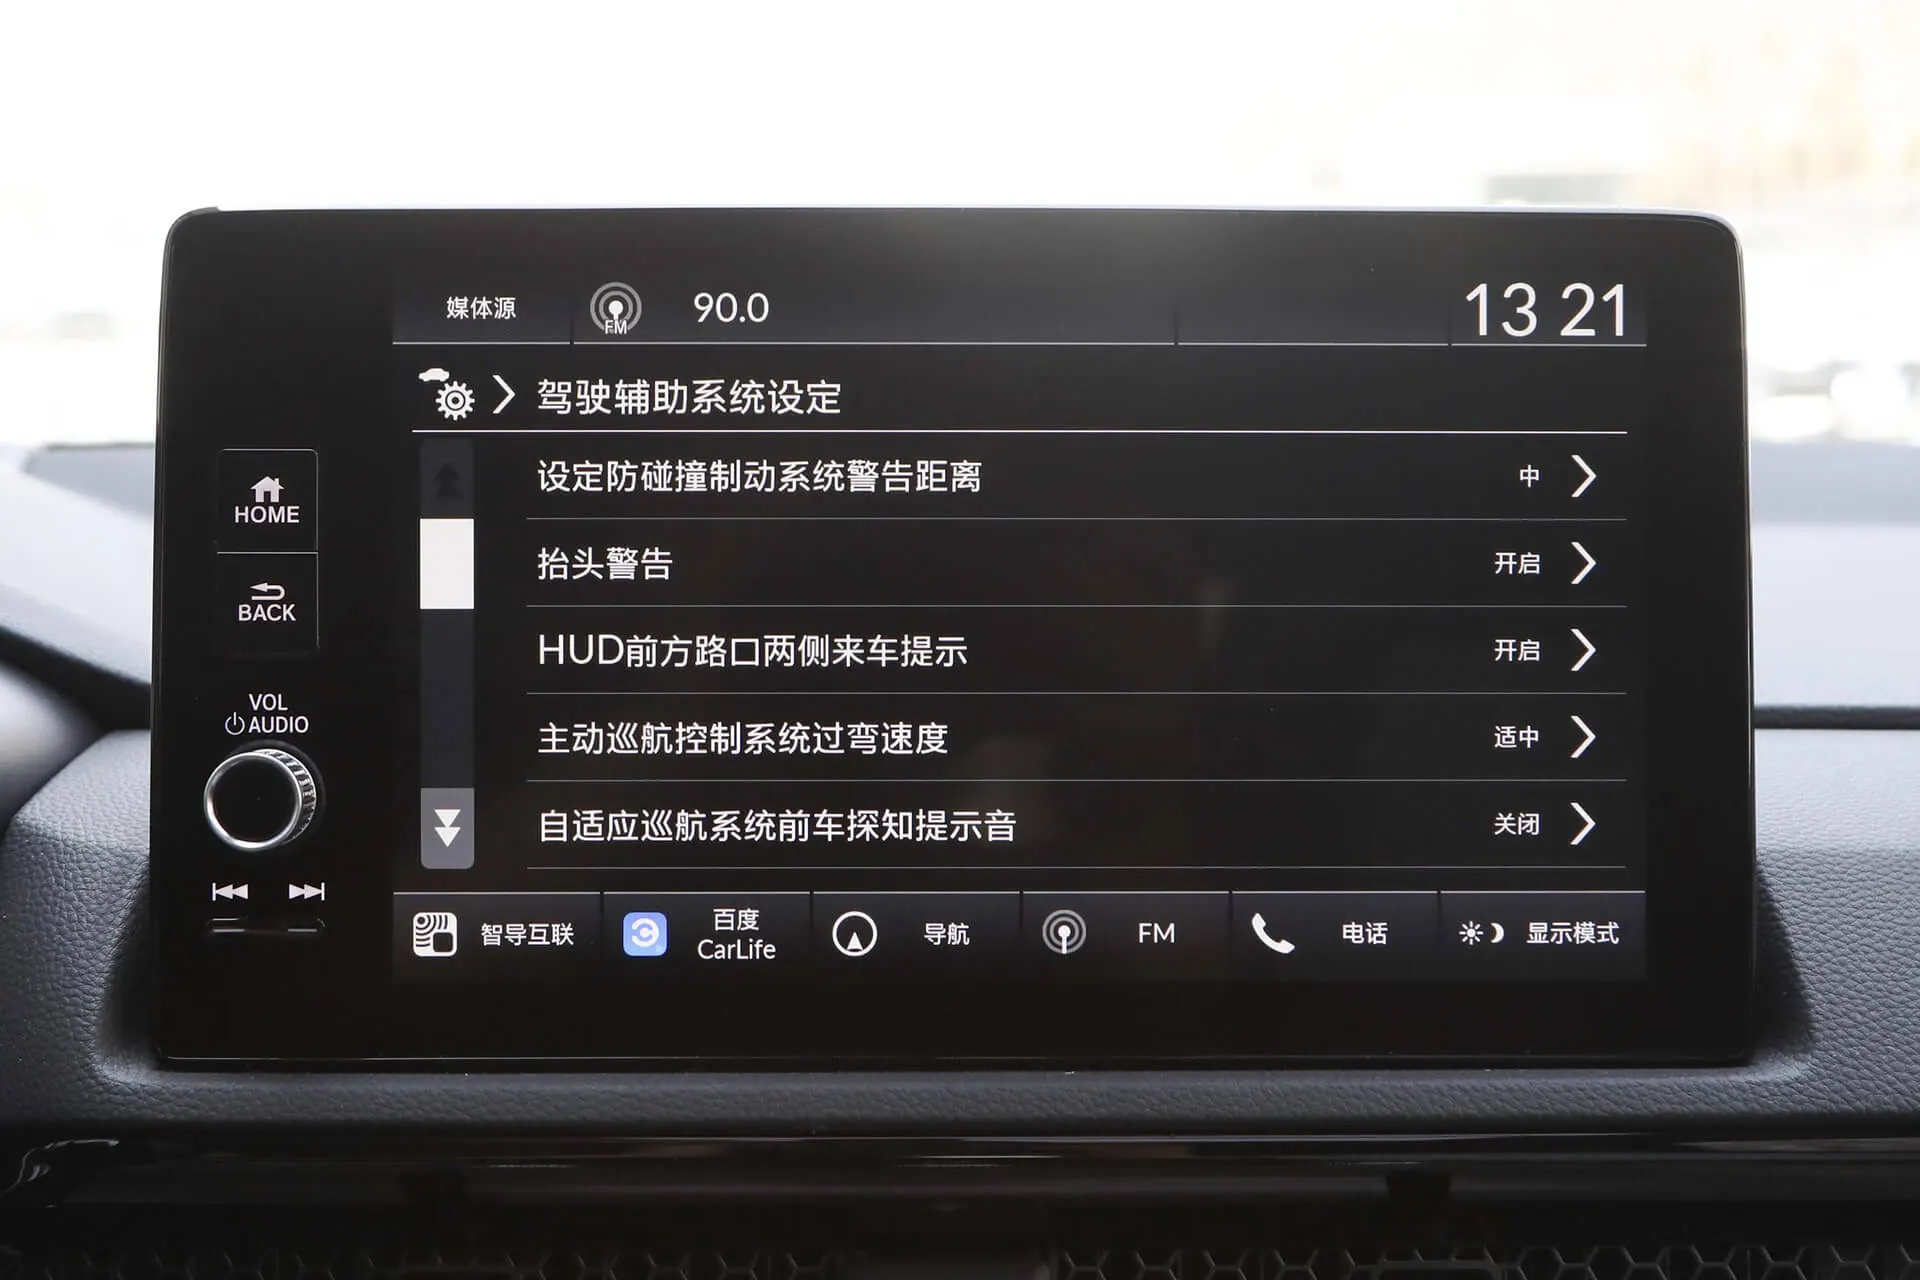 媒体源 FM 90.0 13 21
驾驶辅助系统设定
设定防碰撞制动系统警告距离 中
抬头警告 开启
HUD前方路口两侧来车提示 开启
主动巡航控制系统过弯速度 适中
自适应巡航系统前车探知提示音 关闭
HOME
BACK
VOL
AUDIO
智导互联
百度
CarLife
导航
FM
电话
显示模式